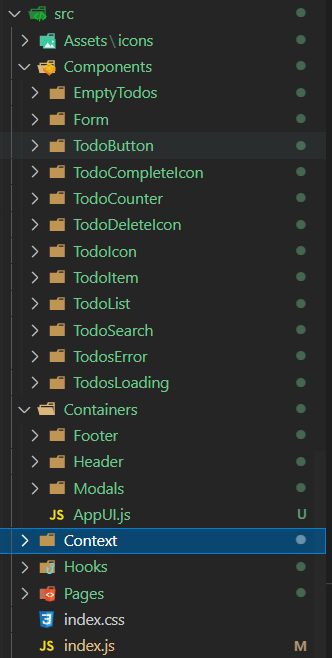 src
Assets\icons
Components
EmptyTodos
Form
TodoButton
TodoCompleteIcon
TodoCounter
TodoDeleteIcon
TodoIcon
TodoItem
TodoList
TodoSearch
TodosError
TodosLoading
Containers
Footer
Header
Modals
JS AppUI.js U
Context
Hooks
Pages
index.css
JS index.js M